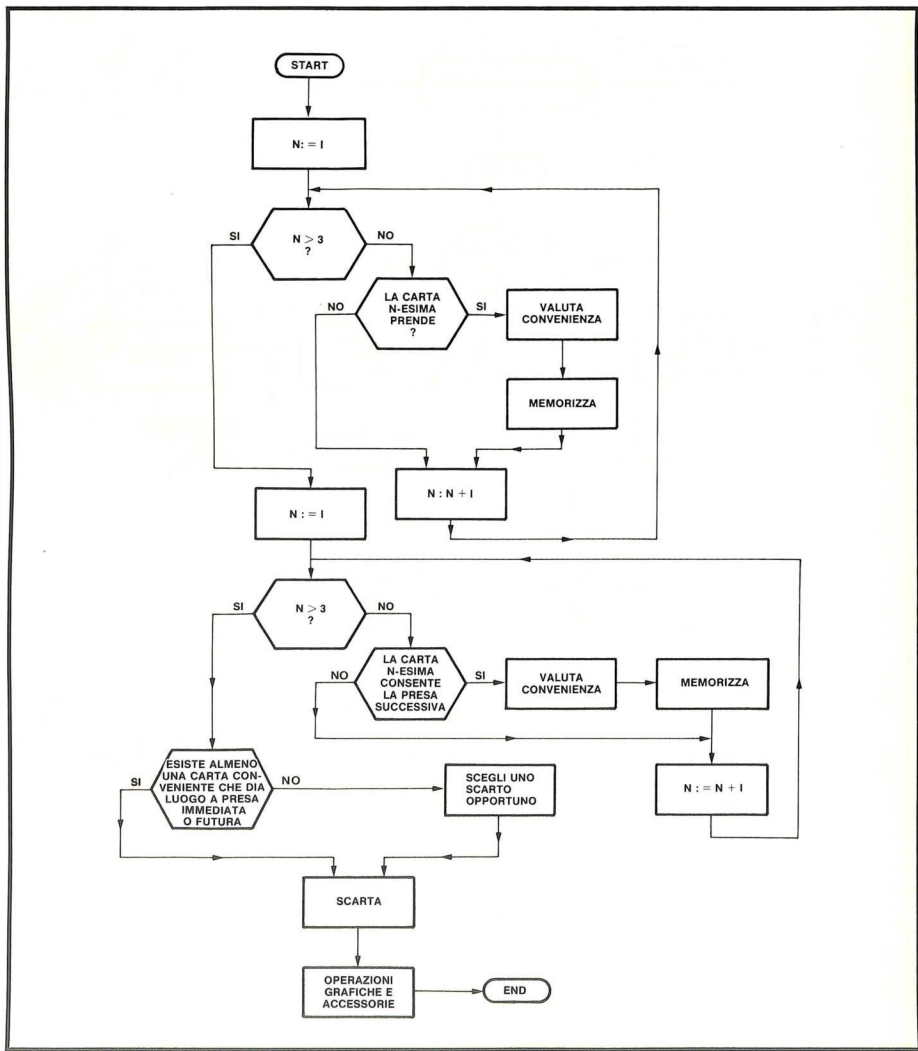 START
N: = I
N > 3
?
SI
NO
LA CARTA
N-ESIMA
PRENDE
?
NO
SI
VALUTA
CONVENIENZA
MEMORIZZA
N : N + I
N : = I
N > 3
?
SI
NO
LA CARTA
N-ESIMA
CONSENTE
LA PRESA
SUCCESSIVA
NO
SI
VALUTA
CONVENIENZA
MEMORIZZA
N : = N + I
ESISTE ALMENO
UNA CARTA CON-
VENIENTE CHE DIA
LUOGO A PRESA
IMMEDIATA
O FUTURA
SI
NO
SCEGLI UNO
SCARTO
OPPORTUNO
SCARTA
OPERAZIONI
GRAFICHE E
ACCESSORIE
END